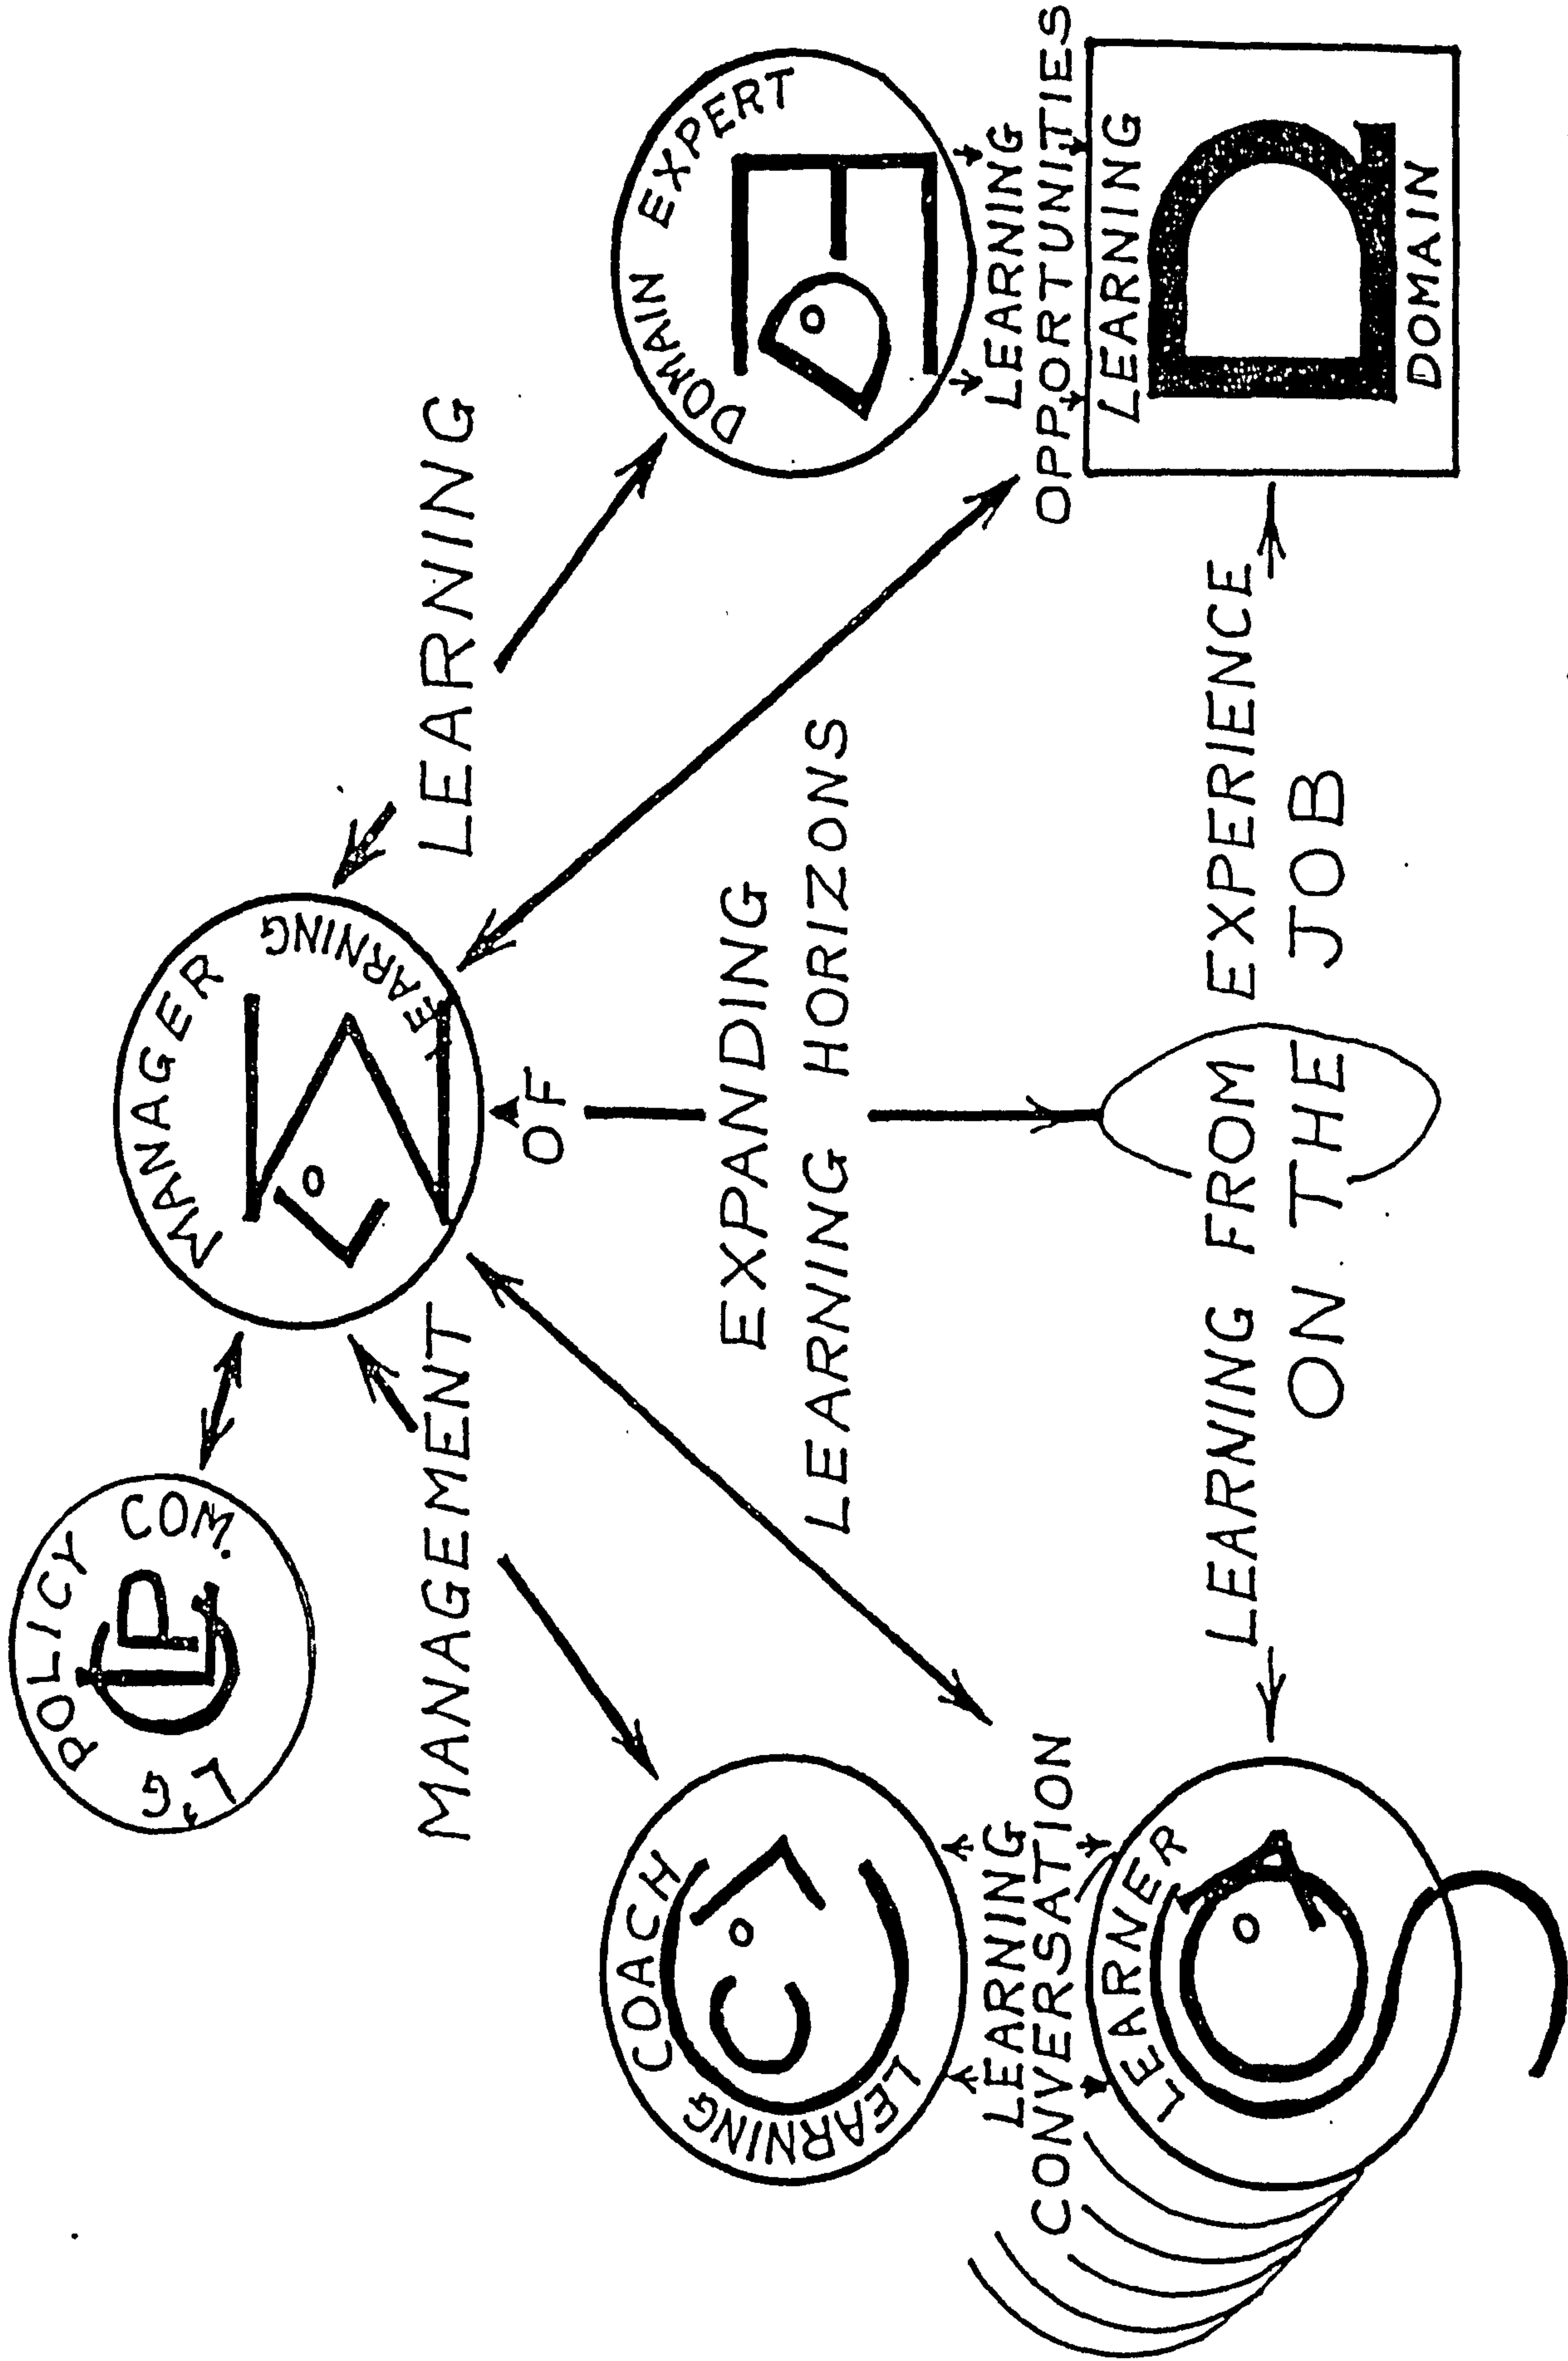 POLICY COM.
L'G
LP
MANAGER
LEARNING
M
L
MANAGEMENT OF LEARNING
COACH
LEARNING
C
DOMAIN EXPERT
D E
EXPANDING
LEARNING HORIZONS
LEARNING
CONVERSATION
LEARNING
OPPORTUNITIES
LEARNER
LEARNING FROM EXPERIENCE
ON THE JOB
LEARNING
D
DOMAIN